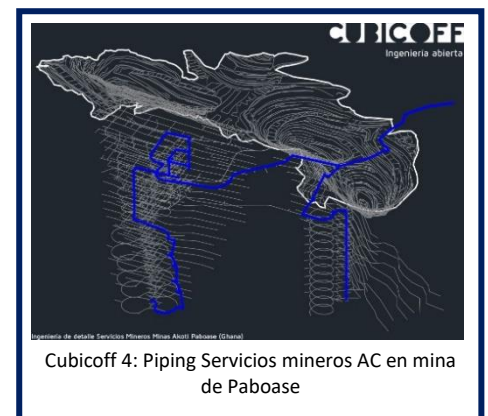 CUBICOFF
Ingeniería abierta
Ingeniería de detalle Servicios Mineros Minas Akoti Paboase (Ghana)
Cubicoff 4: Piping Servicios mineros AC en mina
de Paboase